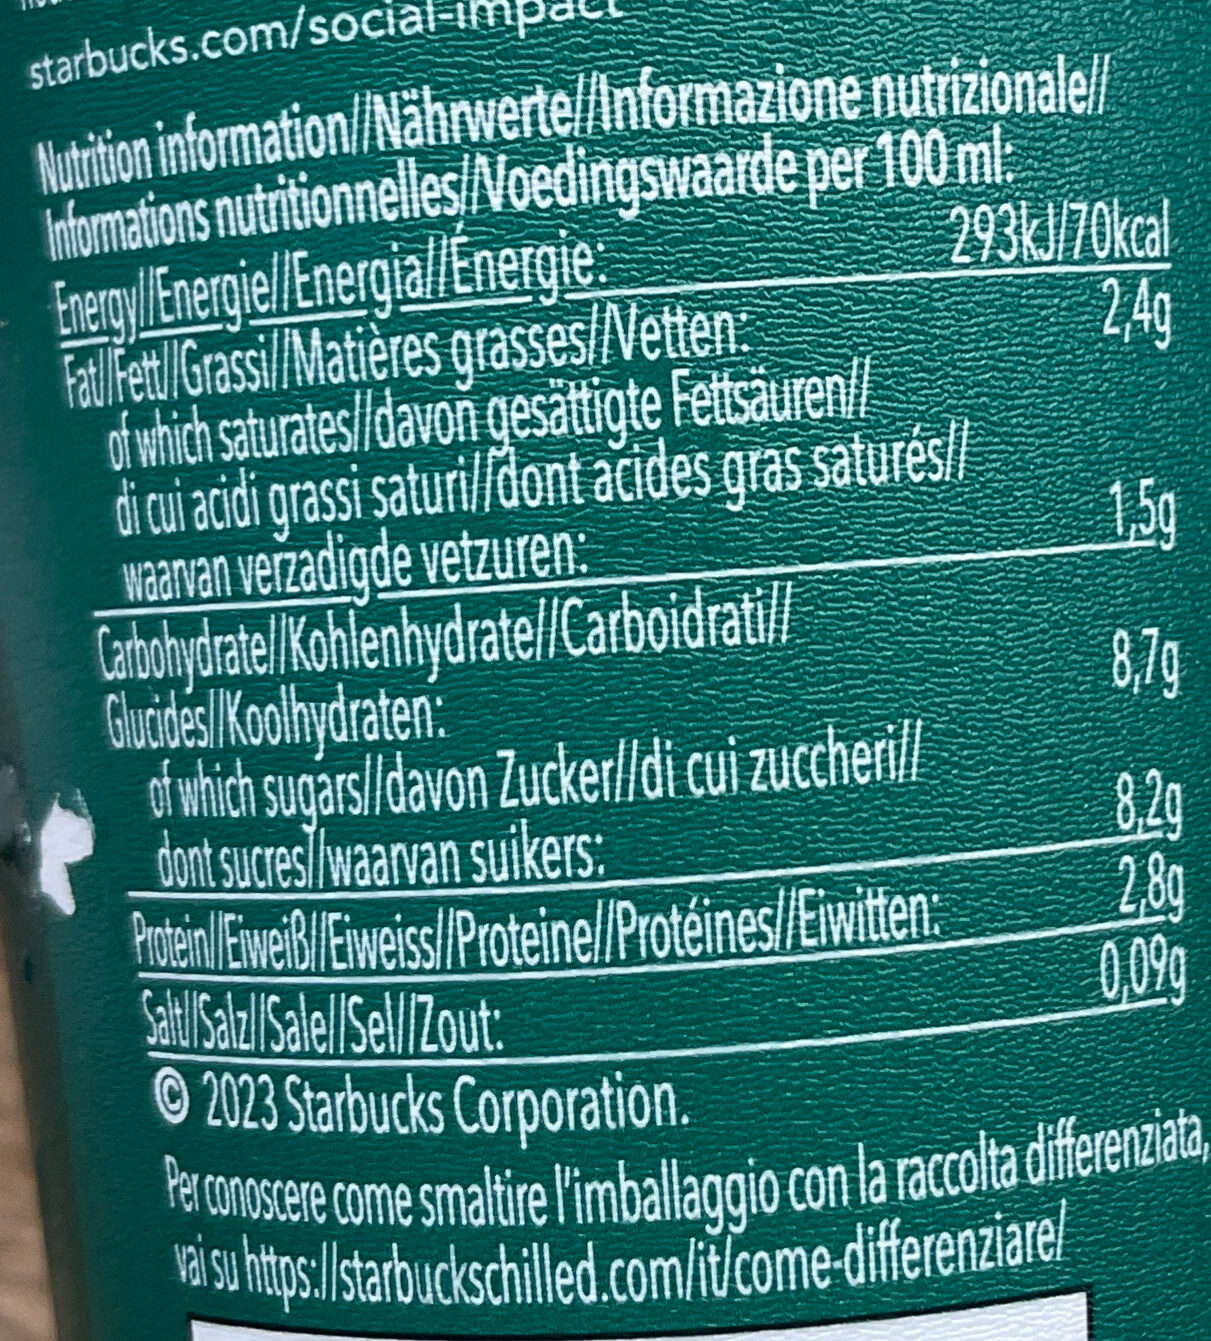 starbucks.com/social-impact
Nutrition information//Nährwerte//Informazione nutrizionale//
Informations nutritionnelles//Voedingswaarde per 100 ml:
Energy//Energie//Energia//Énergie: 293kJ/70kcal
Fat//Fett//Grassi//Matières grasses//Vetten: 2,4g
of which saturates//davon gesättigte Fettsäuren//
di cui acidi grassi saturi//dont acides gras saturés//
waarvan verzadigde vetzuren: 1,5g
Carbohydrate//Kohlenhydrate//Carboidrati//
Glucides//Koolhydraten: 8,7g
of which sugars//davon Zucker//di cui zuccheri//
dont sucres//waarvan suikers: 8,2g
Protein//Eiweiß//Eiweiss//Proteine//Protéines//Eiwitten: 2,8g
Salt//Salz//Sale//Sel//Zout: 0,09g
© 2023 Starbucks Corporation.
Per conoscere come smaltire l'imballaggio con la raccolta differenziata,
vai su https://starbuckschilled.com/it/come-differenziare/